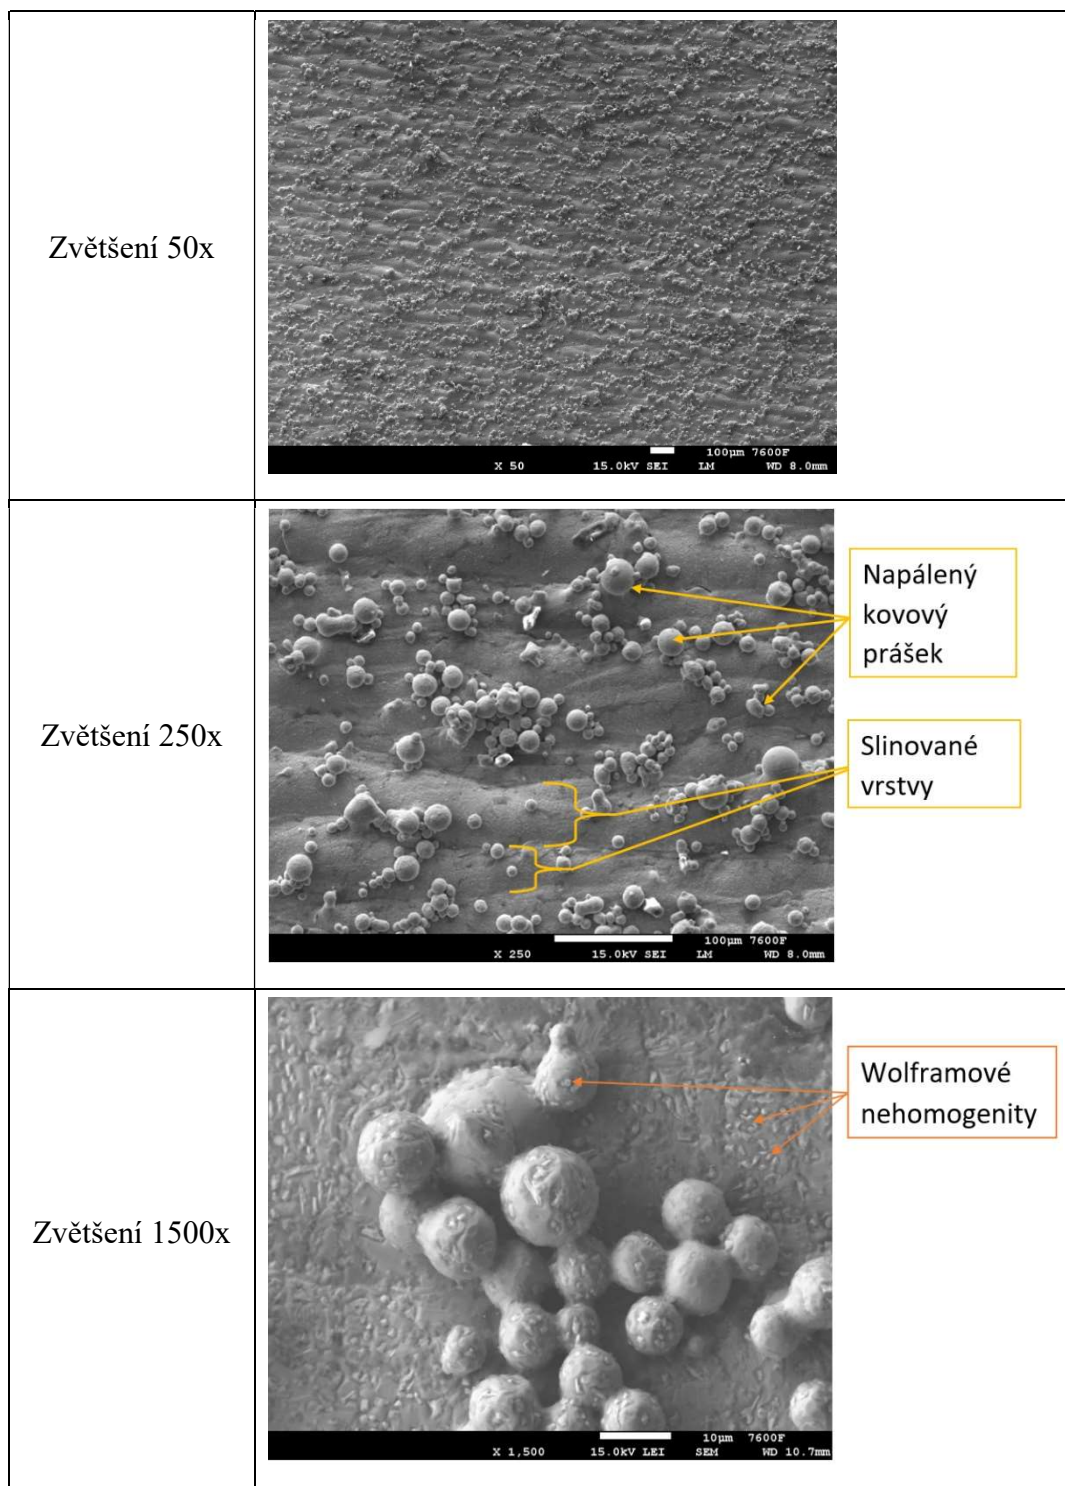 Zvětšení 50x
100µm 7600F
X 50 15.0kV SEI LM WD 8.0mm
Zvětšení 250x
Napálený
kovový
prášek
Slinované
vrstvy
100µm 7600F
X 250 15.0kV SEI LM WD 8.0mm
Zvětšení 1500x
Wolframové
nehomogenity
10µm 7600F
X 1,500 15.0kV LEI SEM WD 10.7mm